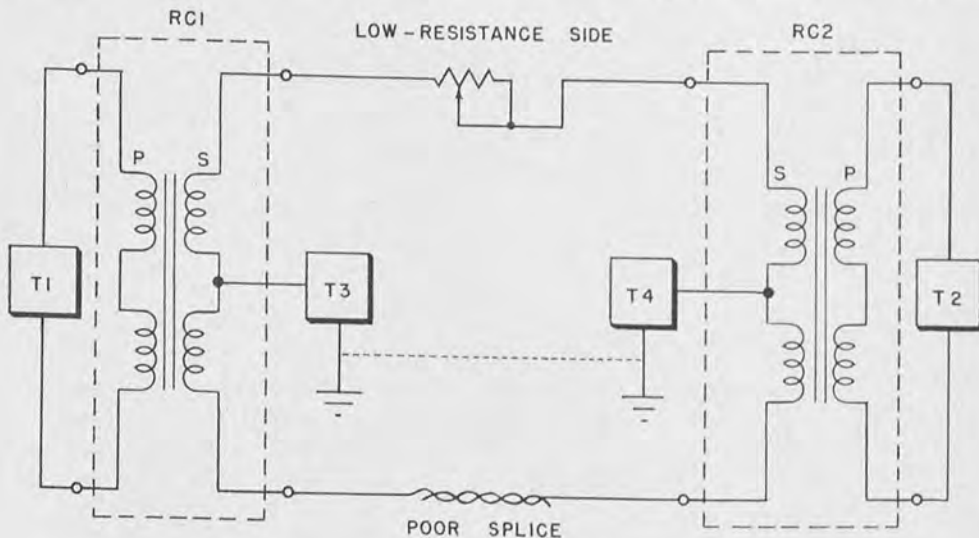 RC1
LOW-RESISTANCE SIDE
RC2
P S
S P
T1
T3
T4
T2
POOR SPLICE